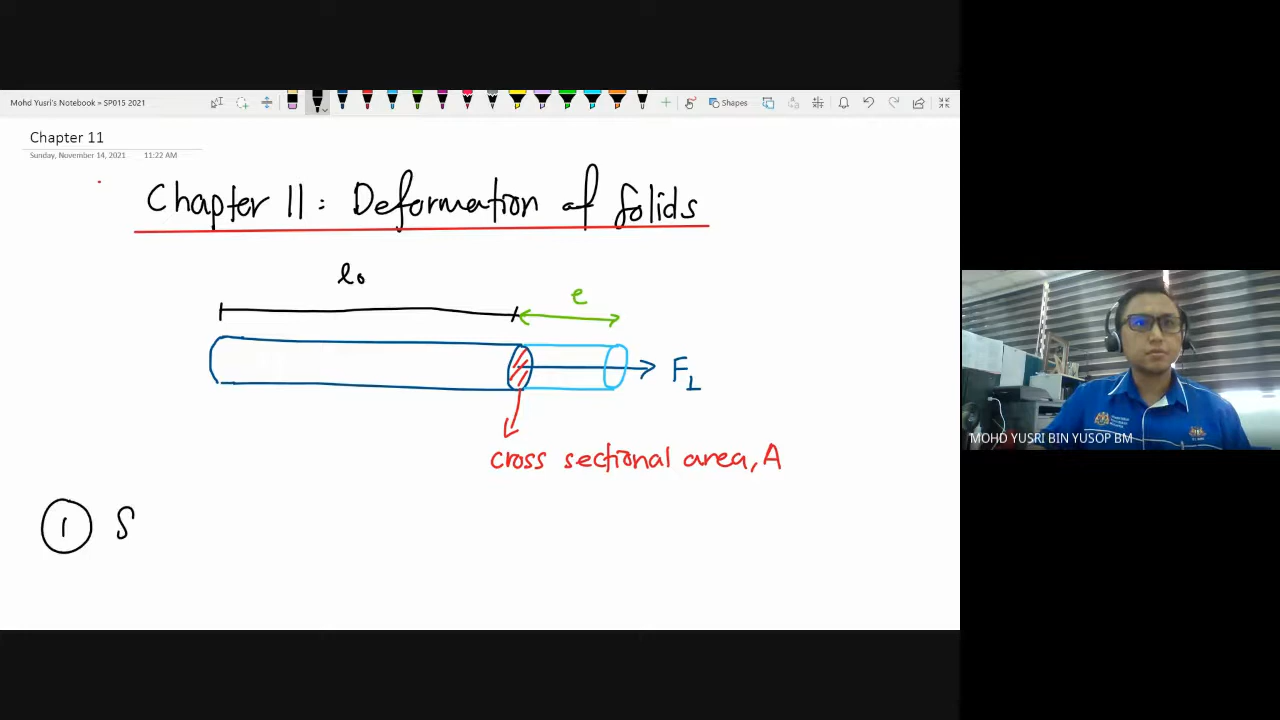 Mohd Yusri's Notebook » SP015 2021
Shapes
Chapter 11
Sunday, November 14, 2021 11:22 AM
Chapter 11: Deformation of Solids
l₀
e
F⊥
cross sectional area, A
① S
MOHD YUSRI BIN YUSOP BM